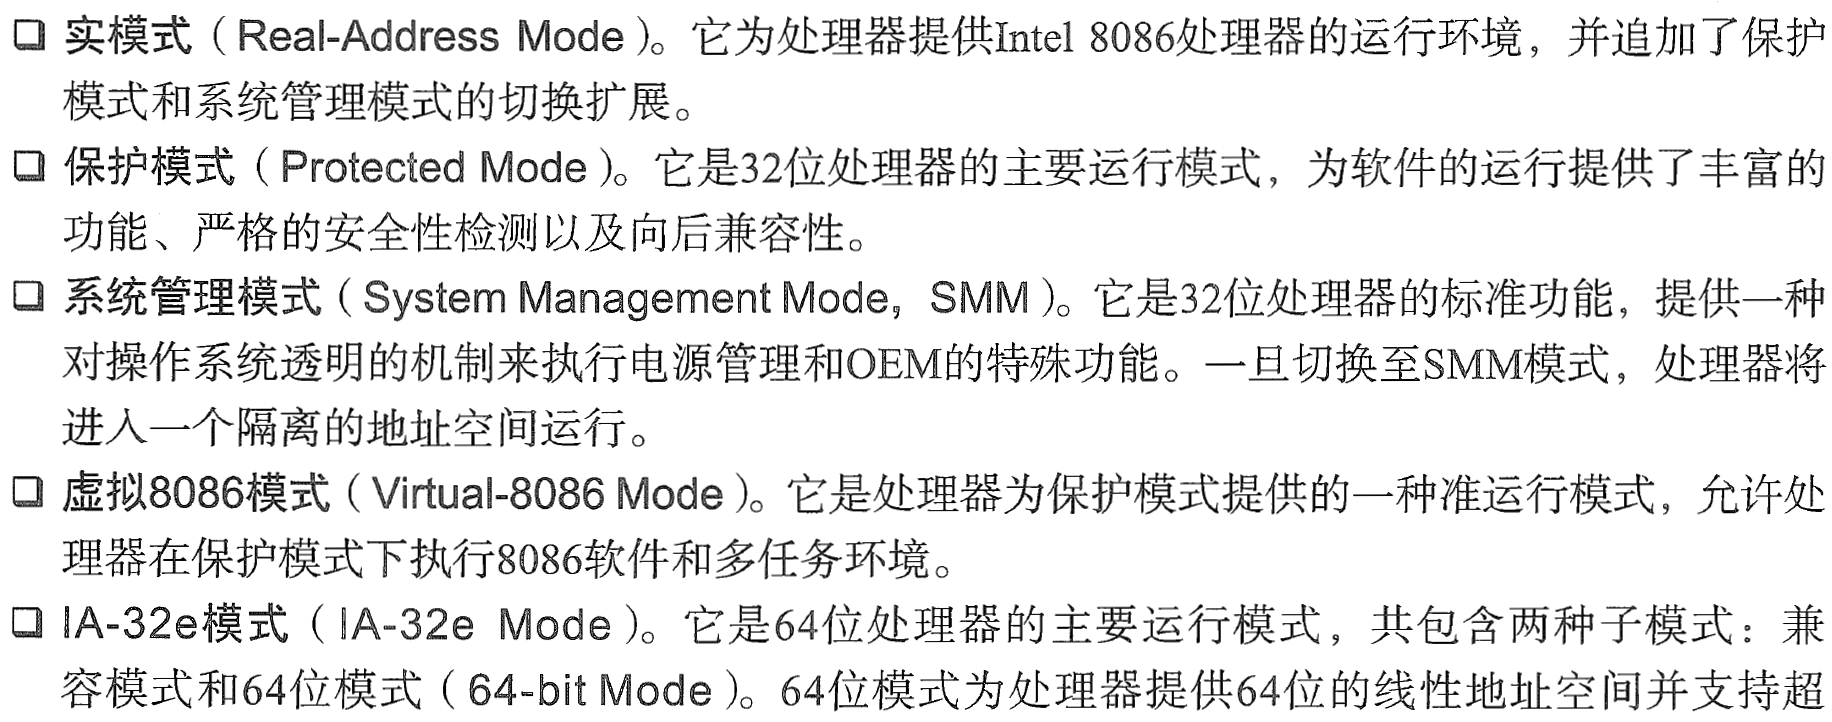 ❑ 实模式（Real-Address Mode）。它为处理器提供Intel 8086处理器的运行环境，并追加了保护
模式和系统管理模式的切换扩展。
❑ 保护模式（Protected Mode）。它是32位处理器的主要运行模式，为软件的运行提供了丰富的
功能、严格的安全性检测以及向后兼容性。
❑ 系统管理模式（System Management Mode，SMM）。它是32位处理器的标准功能，提供一种
对操作系统透明的机制来执行电源管理和OEM的特殊功能。一旦切换至SMM模式，处理器将
进入一个隔离的地址空间运行。
❑ 虚拟8086模式（Virtual-8086 Mode）。它是处理器为保护模式提供的一种准运行模式，允许处
理器在保护模式下执行8086软件和多任务环境。
❑ IA-32e模式（IA-32e Mode）。它是64位处理器的主要运行模式，共包含两种子模式：兼
容模式和64位模式（64-bit Mode）。64位模式为处理器提供64位的线性地址空间并支持超